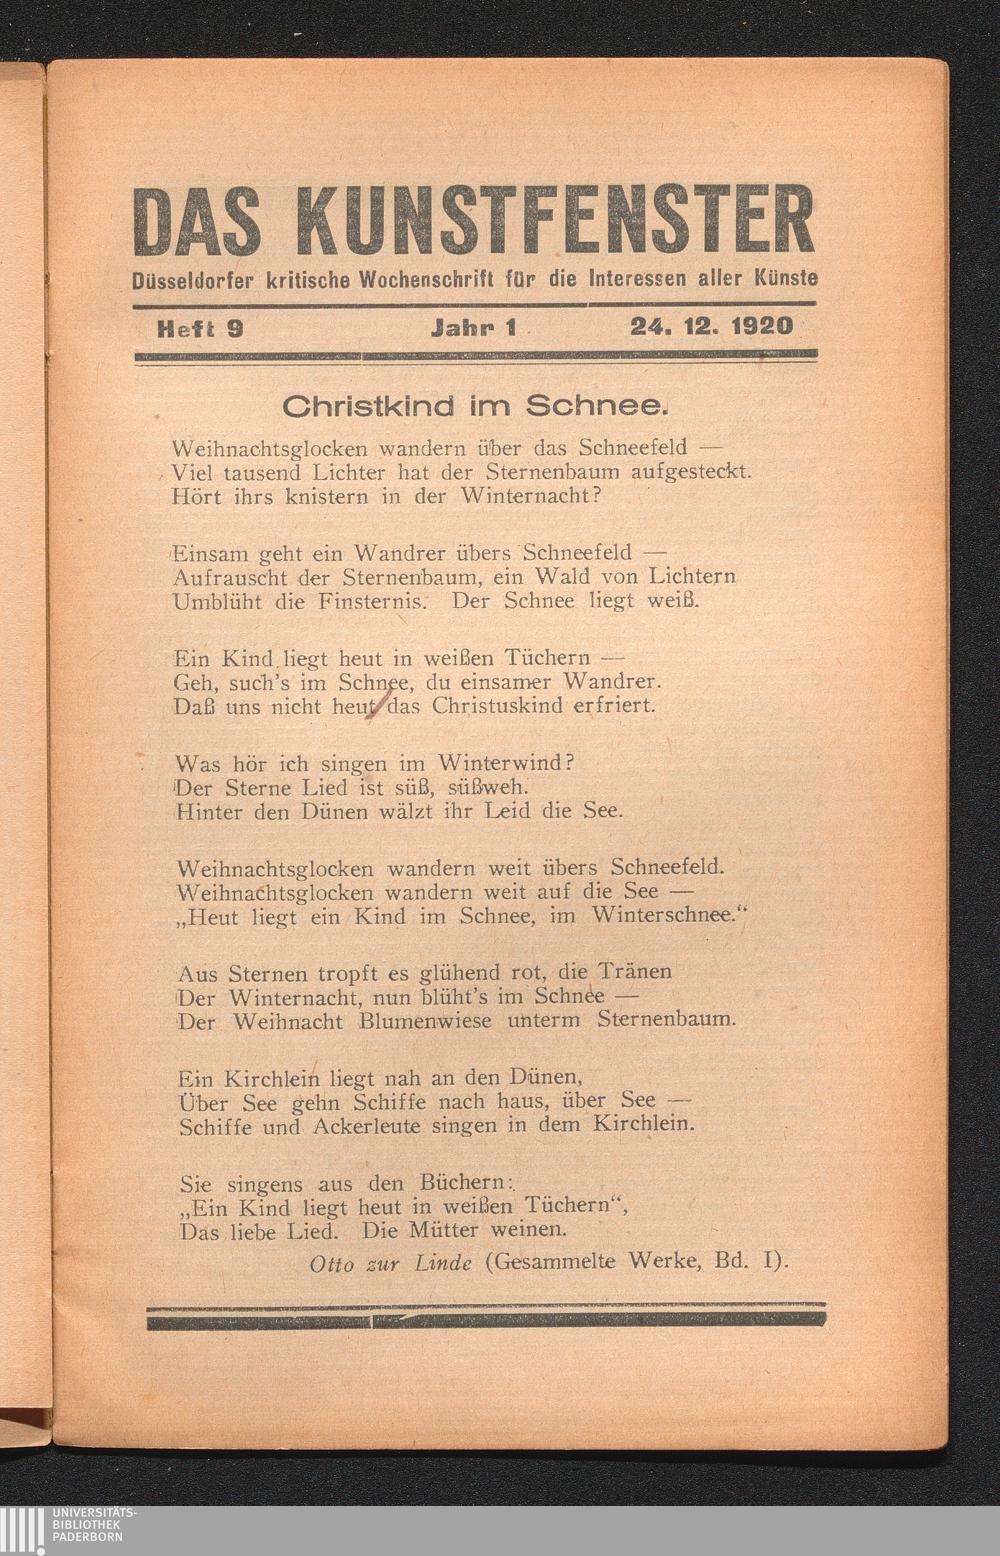 DAS KUNSTFENSTER
Düsseldorfer kritische Wochenschrift für die Interessen aller Künste
Heft 9 Jahr 1 24. 12. 1920
Christkind im Schnee.
Weihnachtsglocken wandern über das Schneefeld —
Viel tausend Lichter hat der Sternenbaum aufgesteckt.
Hört ihrs knistern in der Winternacht?
Einsam geht ein Wandrer übers Schneefeld —
Aufrauscht der Sternenbaum, ein Wald von Lichtern
Umblüht die Finsternis. Der Schnee liegt weiß.
Ein Kind liegt heut in weißen Tüchern —
Geh, such's im Schnee, du einsamer Wandrer.
Daß uns nicht heut das Christuskind erfriert.
Was hör ich singen im Winterwind?
Der Sterne Lied ist süß, süßweh.
Hinter den Dünen wälzt ihr Leid die See.
Weihnachtsglocken wandern weit übers Schneefeld.
Weihnachtsglocken wandern weit auf die See —
„Heut liegt ein Kind im Schnee, im Winterschnee.“
Aus Sternen tropft es glühend rot, die Tränen
Der Winternacht, nun blüht's im Schnee —
Der Weihnacht Blumenwiese unterm Sternenbaum.
Ein Kirchlein liegt nah an den Dünen,
Über See gehn Schiffe nach haus, über See —
Schiffe und Ackerleute singen in dem Kirchlein.
Sie singens aus den Büchern:
„Ein Kind liegt heut in weißen Tüchern“,
Das liebe Lied. Die Mütter weinen.
Otto zur Linde (Gesammelte Werke, Bd. I).
UNIVERSITÄTS-
BIBLIOTHEK
PADERBORN